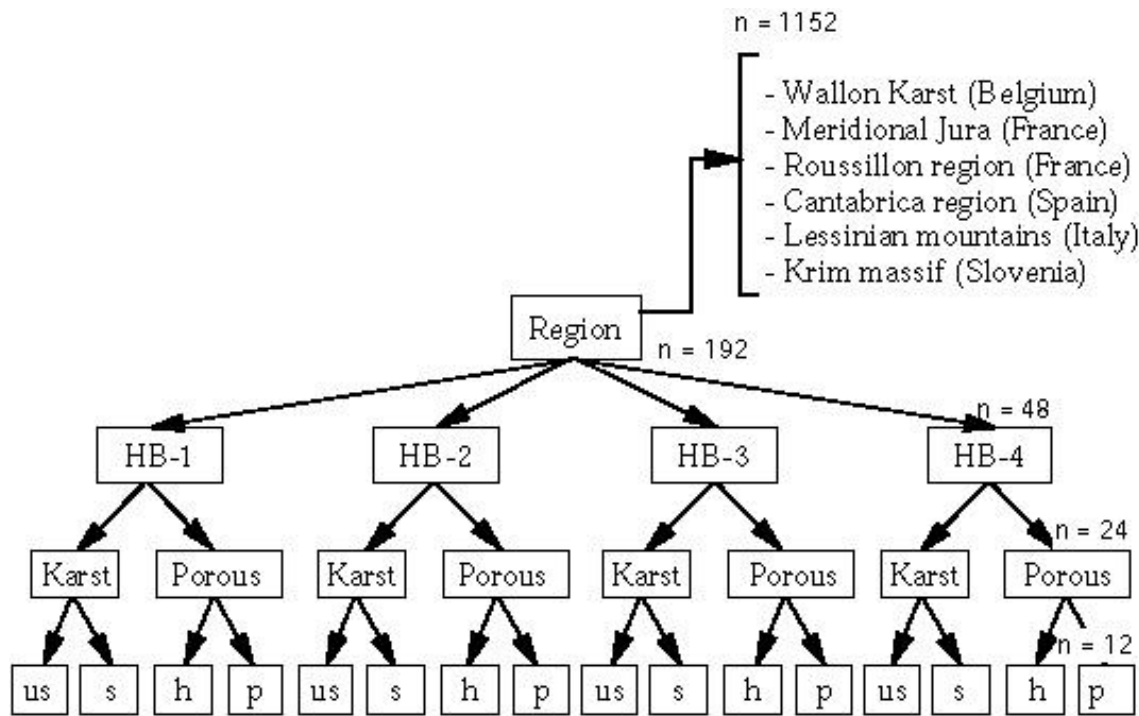 n = 1152
- Wallon Karst (Belgium)
- Meridional Jura (France)
- Roussillon region (France)
- Cantabrica region (Spain)
- Lessinian mountains (Italy)
- Krim massif (Slovenia)
Region
n = 192
n = 48
HB-1 HB-2 HB-3 HB-4
n = 24
Karst Porous Karst Porous Karst Porous Karst Porous
n = 12
us s h p us s h p us s h p us s h p